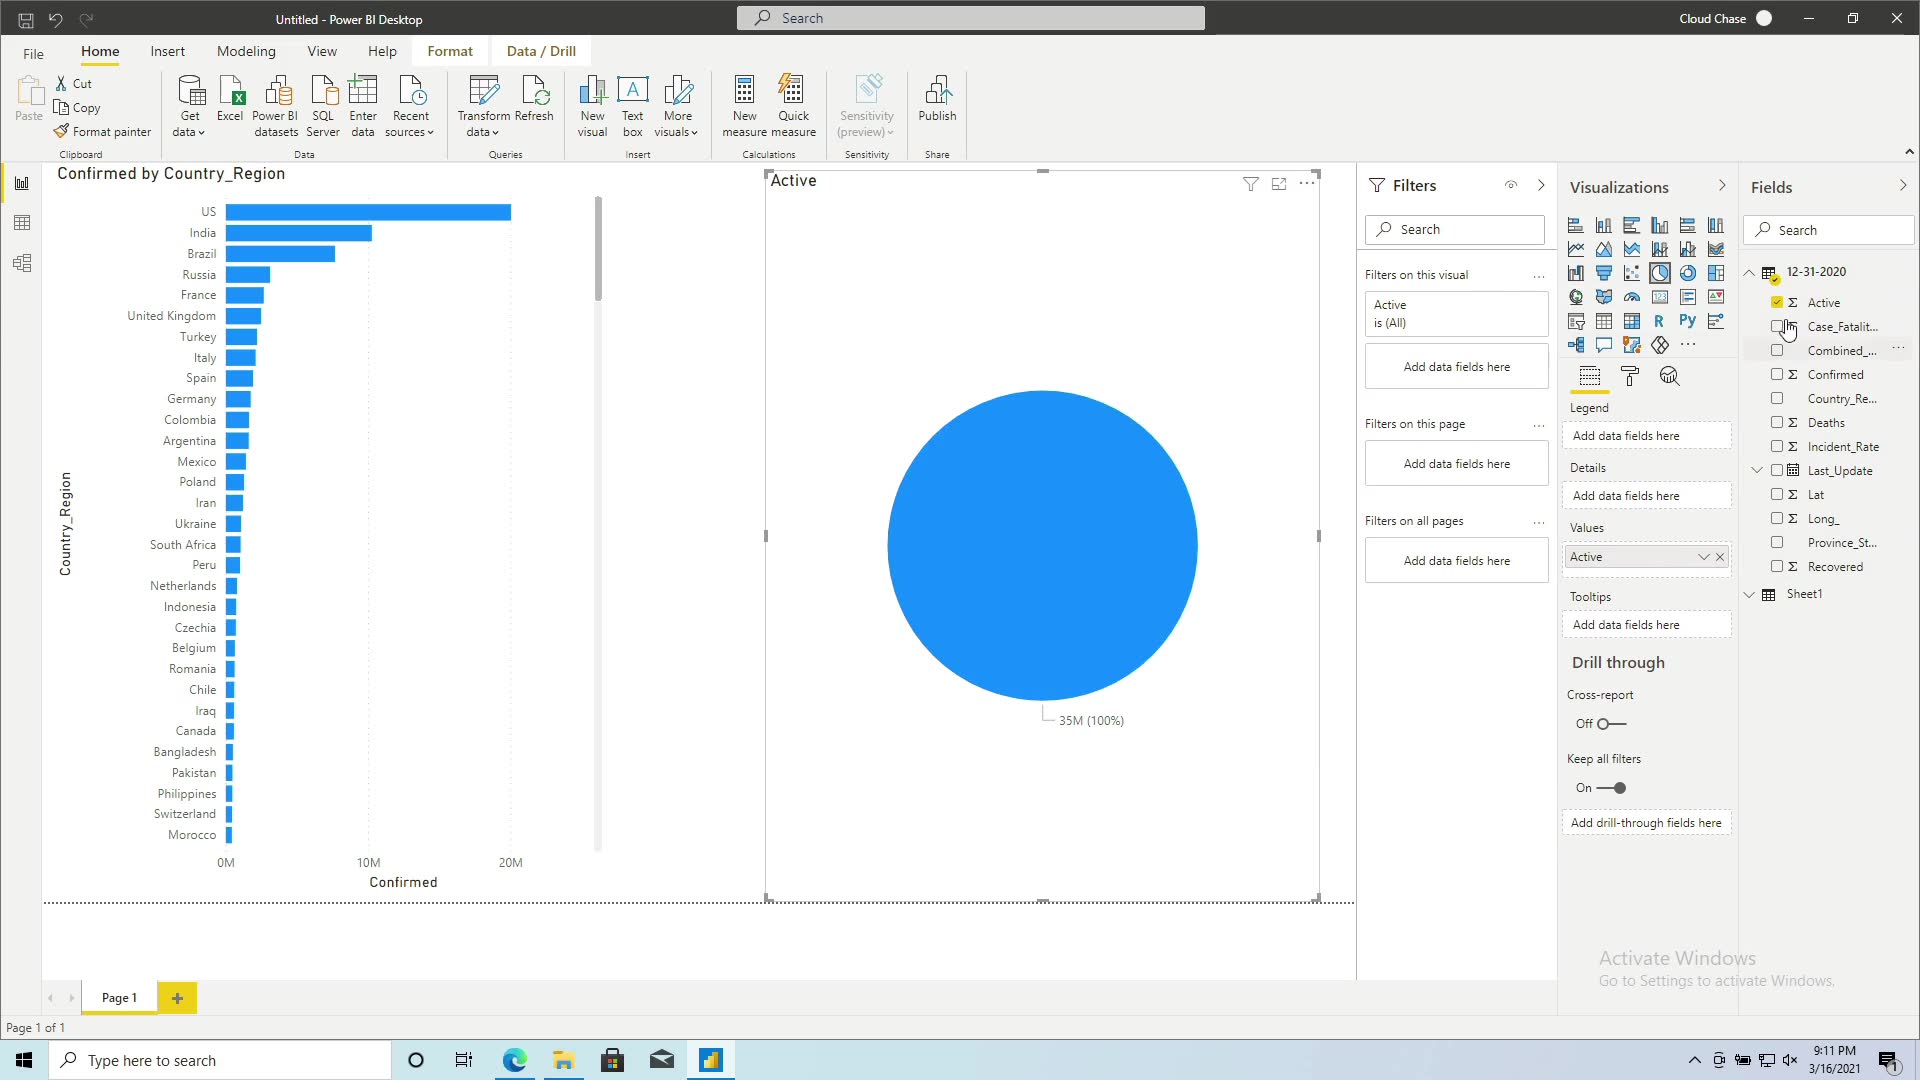 Untitled - Power BI Desktop
Search
Cloud Chase
File
Home
Insert
Modeling
View
Help
Format
Data / Drill
Paste
Cut
Copy
Format painter
Clipboard
Get data
Excel
Power BI datasets
SQL Server
Enter data
Recent sources
Data
Transform data
Refresh
Queries
New visual
Text box
More visuals
Insert
New measure
Quick measure
Calculations
Sensitivity (preview)
Sensitivity
Publish
Share
Confirmed by Country_Region
Country_Region
US
India
Brazil
Russia
France
United Kingdom
Turkey
Italy
Spain
Germany
Colombia
Argentina
Mexico
Poland
Iran
Ukraine
South Africa
Peru
Netherlands
Indonesia
Czechia
Belgium
Romania
Chile
Iraq
Canada
Bangladesh
Pakistan
Philippines
Switzerland
Morocco
0M
10M
20M
Confirmed
Active
35M (100%)
Filters
Search
Filters on this visual
Active
is (All)
Add data fields here
Filters on this page
Add data fields here
Filters on all pages
Add data fields here
Visualizations
123
R
Py
Legend
Add data fields here
Details
Add data fields here
Values
Active
Tooltips
Add data fields here
Drill through
Cross-report
Off
Keep all filters
On
Add drill-through fields here
Fields
Search
12-31-2020
Σ Active
Case_Fatalit...
Combined_...
Σ Confirmed
Country_Re...
Σ Deaths
Σ Incident_Rate
Last_Update
Σ Lat
Σ Long_
Province_St...
Σ Recovered
Sheet1
Activate Windows
Go to Settings to activate Windows.
Page 1
Page 1 of 1
Type here to search
9:11 PM
3/16/2021
1